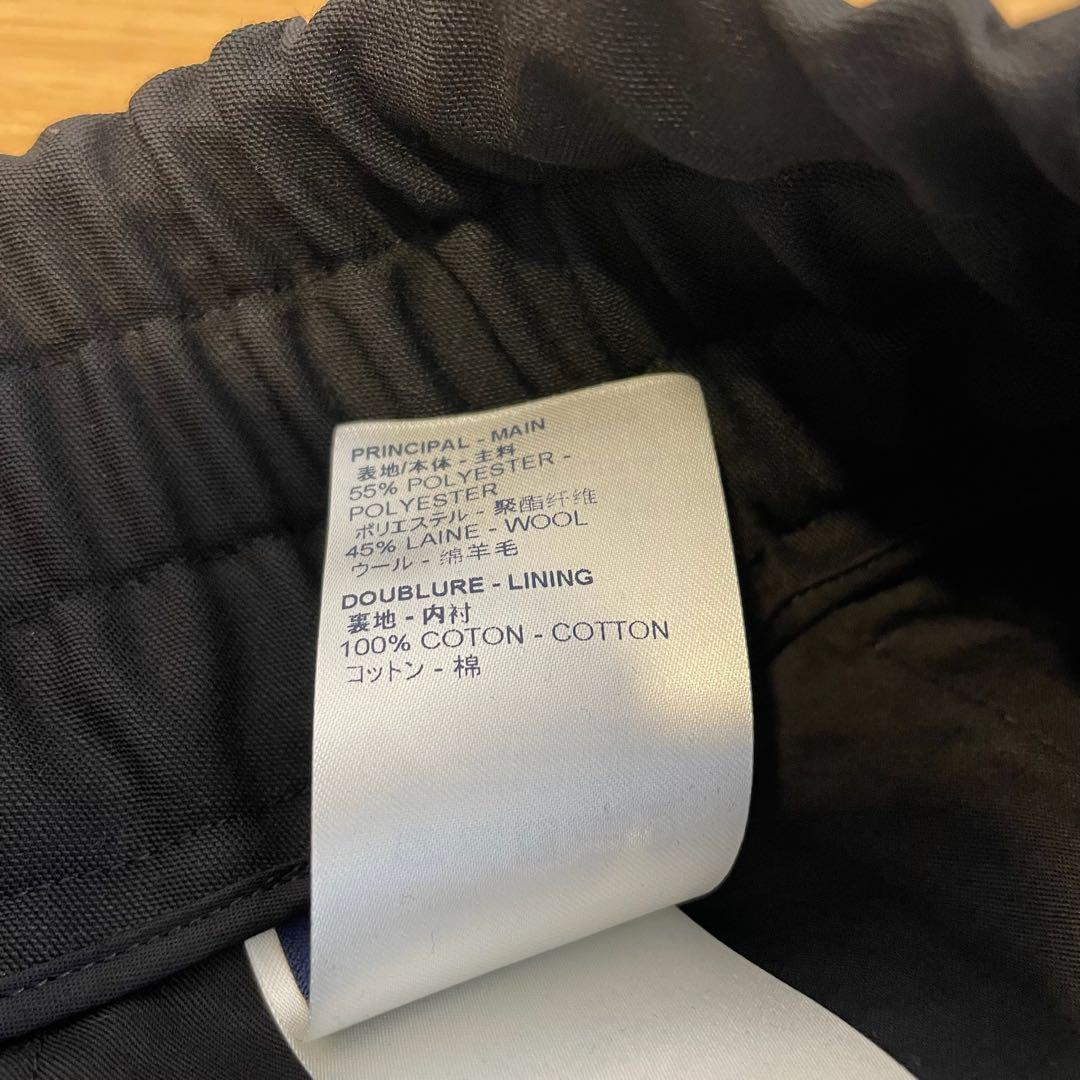 PRINCIPAL - MAIN
表地/本体 - 主料
55% POLYESTER -
POLYESTER
ポリエステル - 聚酯纤维
45% LAINE - WOOL
ウール - 绵羊毛
DOUBLURE - LINING
裏地 - 内衬
100% COTON - COTTON
コットン - 棉